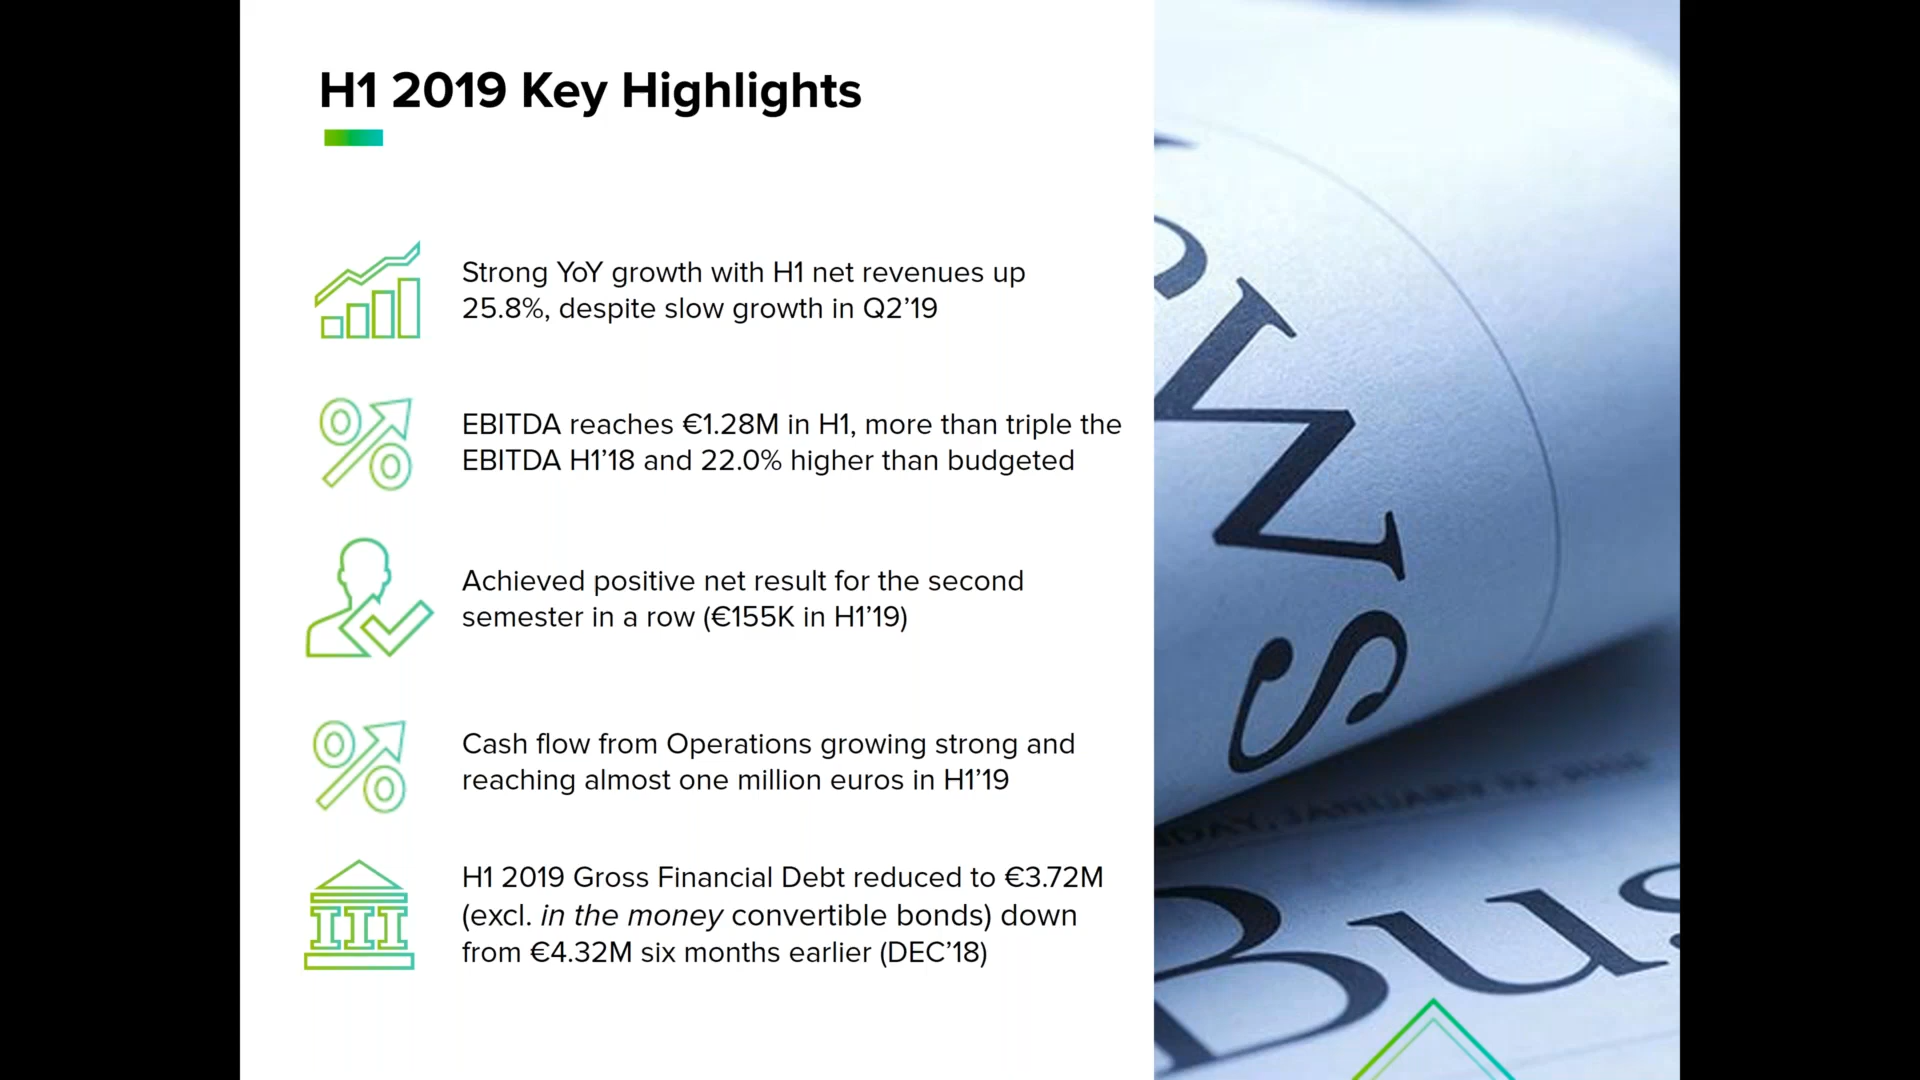 H1 2019 Key Highlights
Strong YoY growth with H1 net revenues up
25.8%, despite slow growth in Q2’19
EBITDA reaches €1.28M in H1, more than triple the
EBITDA H1’18 and 22.0% higher than budgeted
Achieved positive net result for the second
semester in a row (€155K in H1’19)
Cash flow from Operations growing strong and
reaching almost one million euros in H1’19
H1 2019 Gross Financial Debt reduced to €3.72M
(excl. in the money convertible bonds) down
from €4.32M six months earlier (DEC’18)
Bus